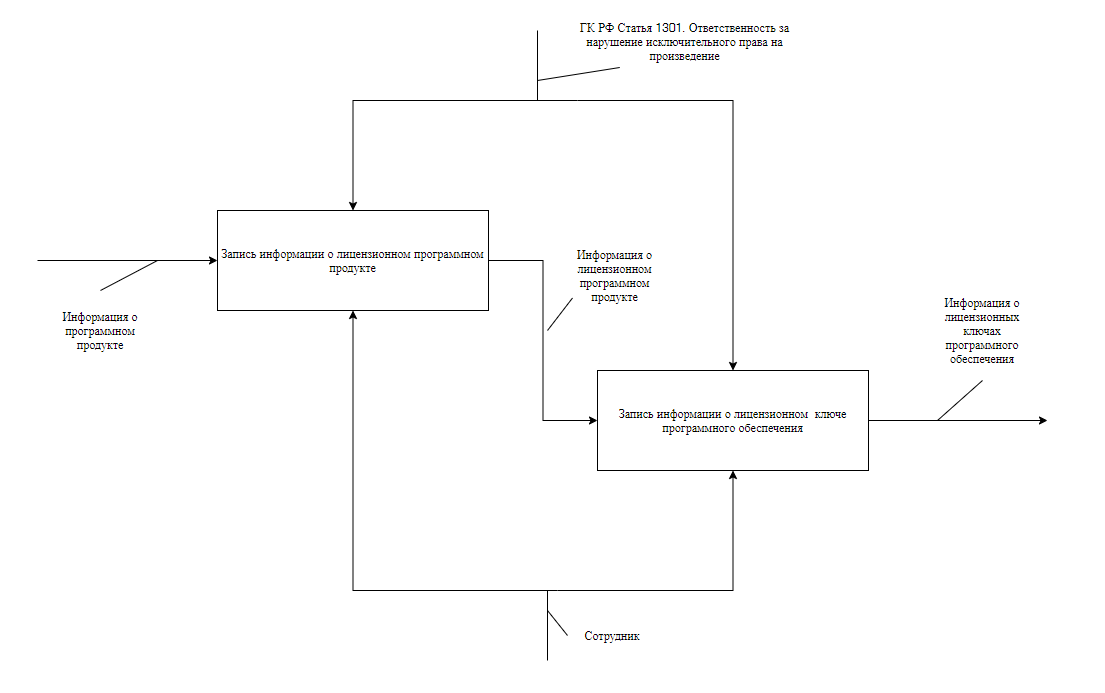 ГК РФ Статья 1301. Ответственность за
нарушение исключительного права на
произведение
Запись информации о лицензионном программном
продукте
Информация о
программном
продукте
Информация о
лицензионном
программном
продукте
Информация о
лицензионных
ключах
программного
обеспечения
Запись информации о лицензионном ключе
программного обеспечения
Сотрудник